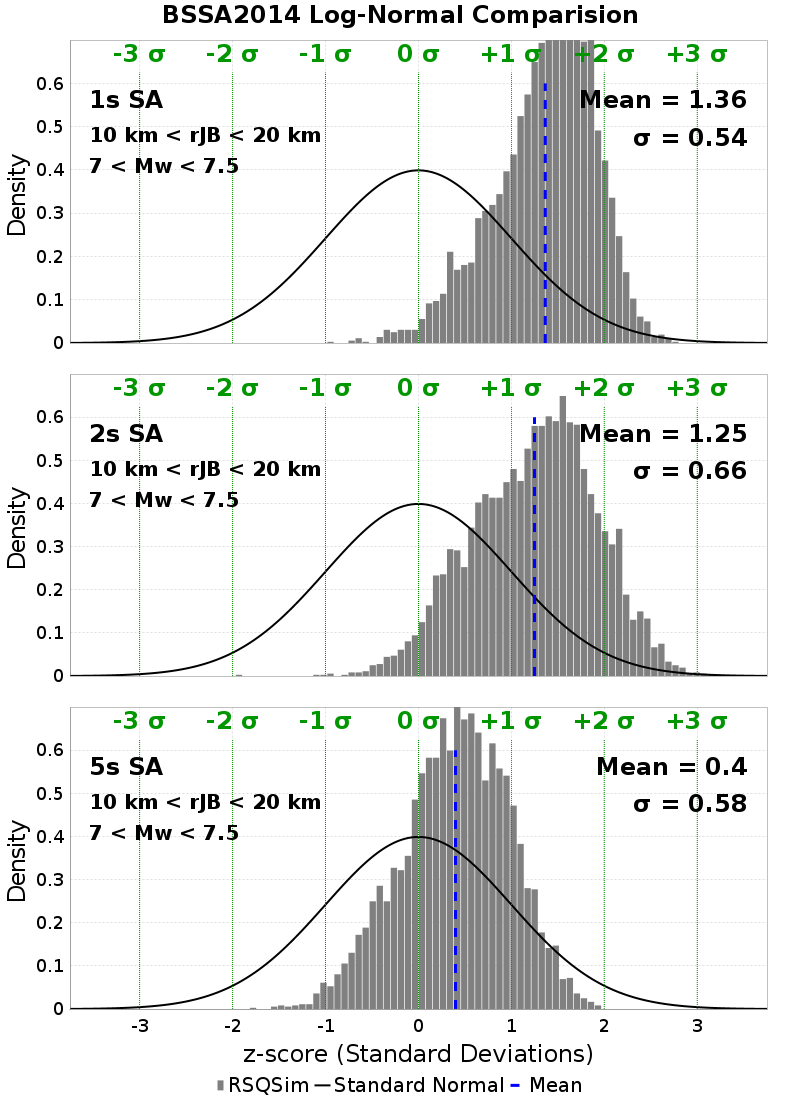 BSSA2014 Log-Normal Comparision
-3 σ -2 σ -1 σ 0 σ +1 σ +2 σ +3 σ
0.6
1s SA Mean = 1.36
0.5
10 km < rJB < 20 km σ = 0.54
7 < Mw < 7.5
0.4
Density
0.3
0.2
0.1
0
-3 σ -2 σ -1 σ 0 σ +1 σ +2 σ +3 σ
0.6
2s SA Mean = 1.25
0.5
10 km < rJB < 20 km σ = 0.66
7 < Mw < 7.5
0.4
Density
0.3
0.2
0.1
0
-3 σ -2 σ -1 σ 0 σ +1 σ +2 σ +3 σ
0.6
5s SA Mean = 0.4
0.5
10 km < rJB < 20 km σ = 0.58
7 < Mw < 7.5
0.4
Density
0.3
0.2
0.1
0
-3 -2 -1 0 1 2 3
z-score (Standard Deviations)
RSQSim Standard Normal Mean